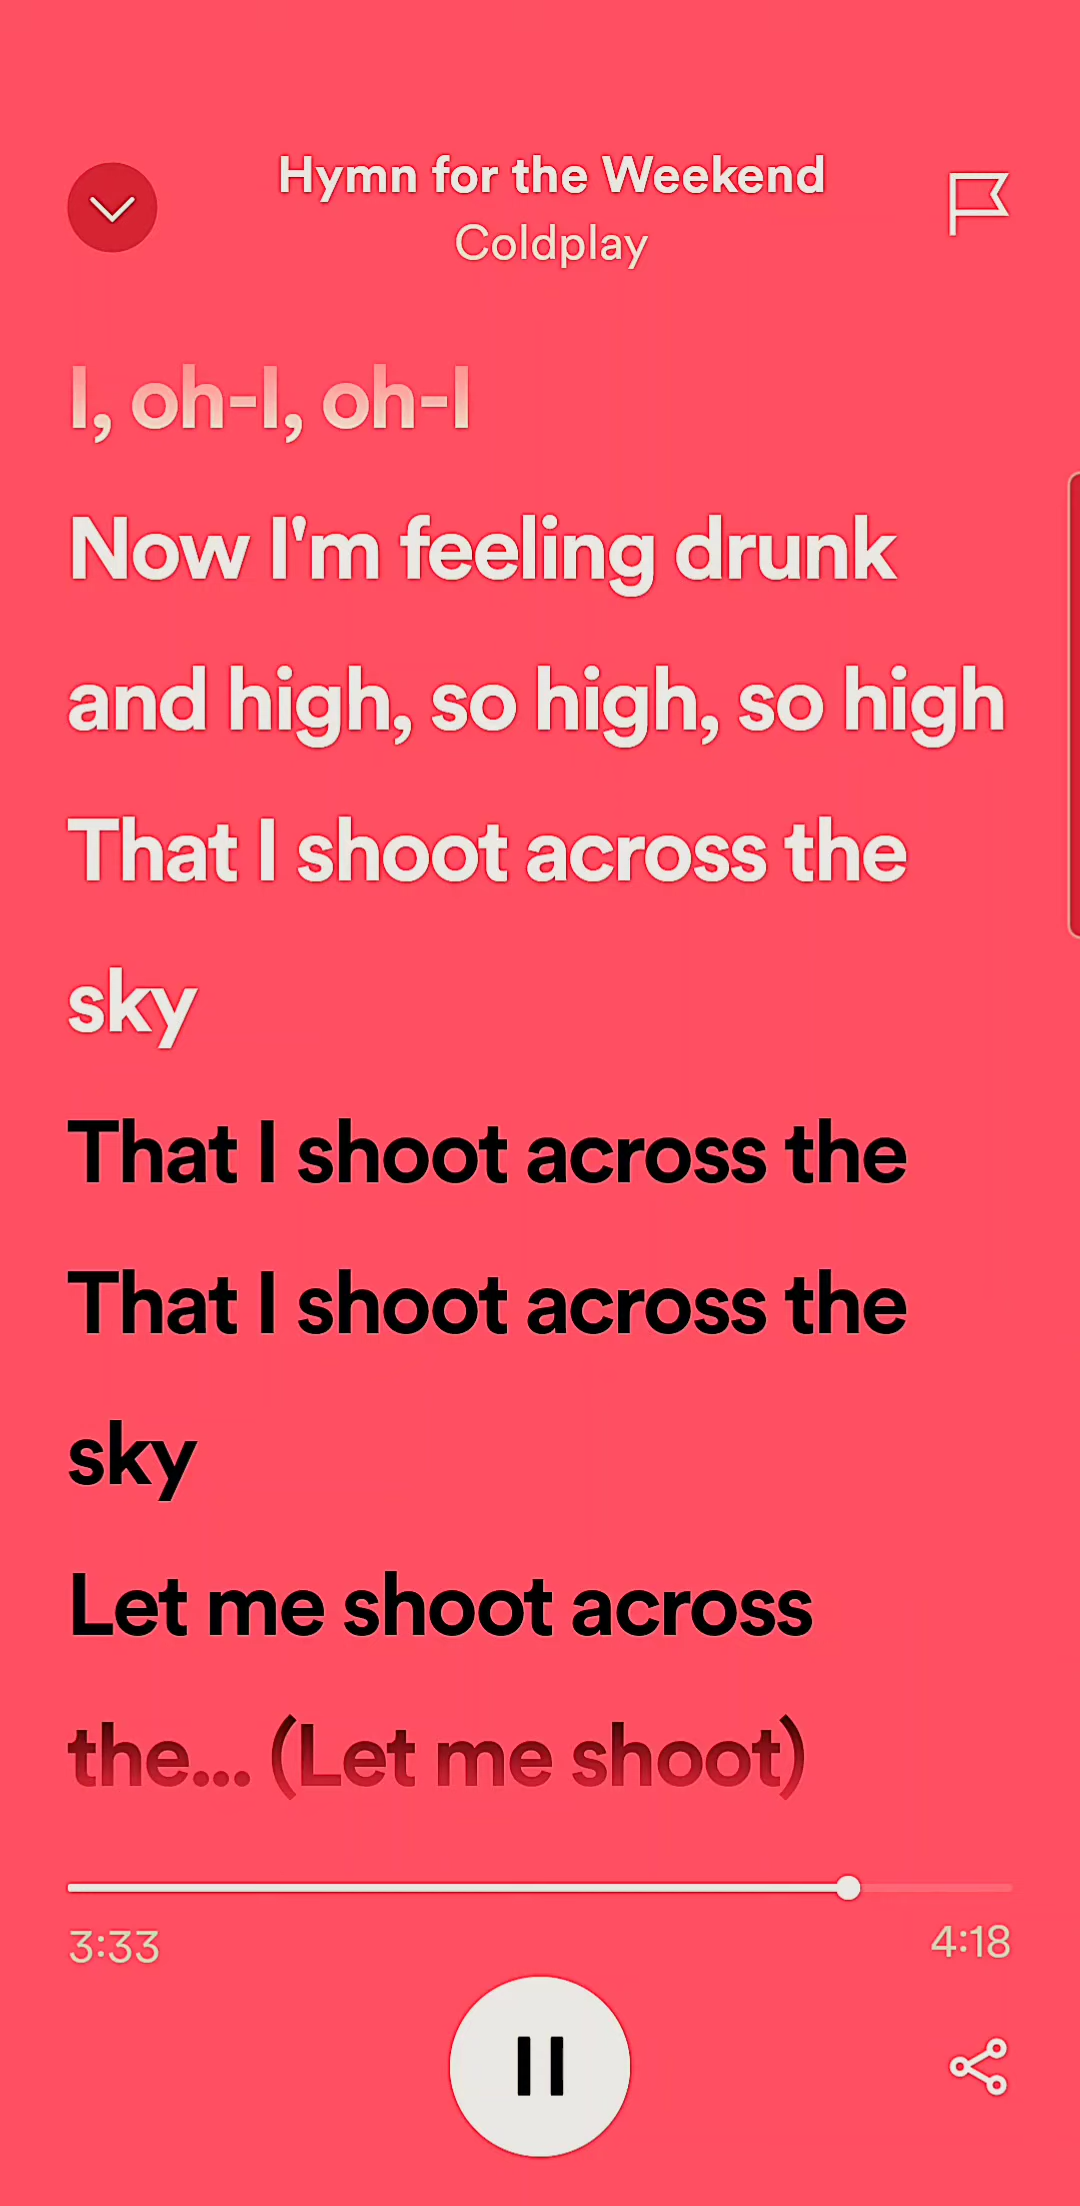 Hymn for the Weekend
Coldplay
I, oh-I, oh-I
Now I'm feeling drunk
and high, so high, so high
That I shoot across the
sky
That I shoot across the
That I shoot across the
sky
Let me shoot across
the... (Let me shoot)
3:33
4:18